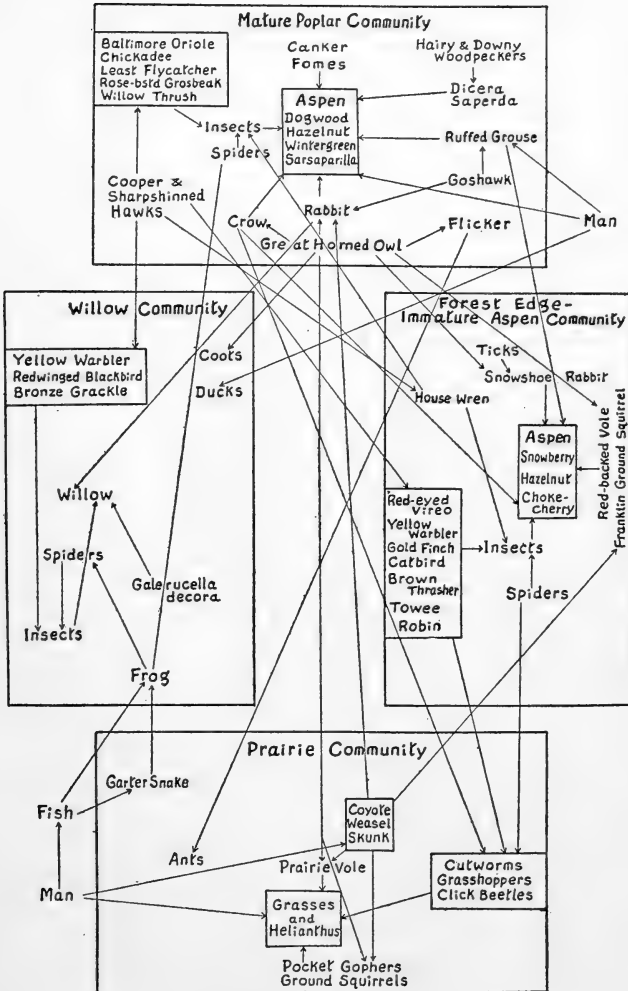 Mature Poplar Community
Baltimore Oriole
Chickadee
Least Flycatcher
Rose-bstd Grosbeak
Willow Thrush
Canker
Fomes
Hairy & Downy
Woodpeckers
Dicera
Saperda
Insects
Spiders
Aspen
Dogwood
Hazelnut
Wintergreen
Sarsaparilla
Ruffed Grouse
Goshawk
Cooper &
Sharpshinned
Hawks
Crow
Rabbit
Great Horned Owl
Flicker
Man
Willow Community
Yellow Warbler
Redwinged Blackbird
Bronze Grackle
Coots
Ducks
Willow
Spiders
Galerucella
decora
Insects
Frog
Forest Edge-
Immature Aspen Community
Ticks
Snowshoe Rabbit
House Wren
Aspen
Snowberry
Hazelnut
Choke-
cherry
Red-backed Vole
Franklin Ground Squirrel
Red-eyed
Vireo
Yellow
Warbler
Gold Finch
Catbird
Brown
Thrasher
Towee
Robin
Insects
Spiders
Prairie Community
Garter Snake
Fish
Man
Ants
Coyote
Weasel
Skunk
Prairie Vole
Grasses
and
Helianthus
Cutworms
Grasshoppers
Click Beetles
Pocket Gophers
Ground Squirrels